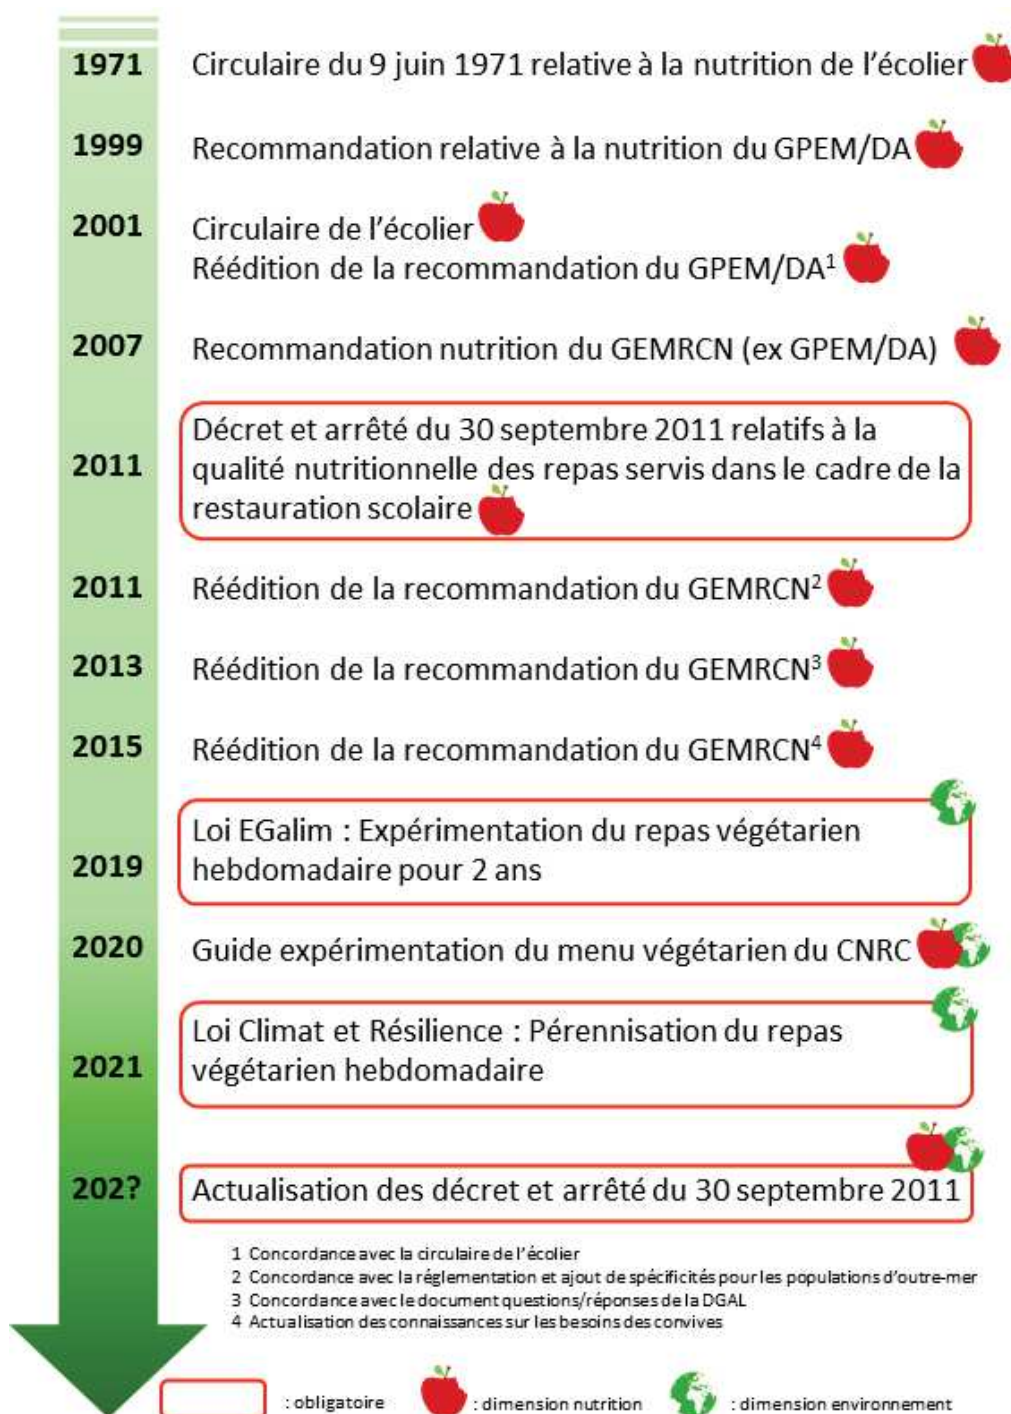 1971 Circulaire du 9 juin 1971 relative à la nutrition de l'écolier
1999 Recommandation relative à la nutrition du GPEM/DA
2001 Circulaire de l'écolier
Réédition de la recommandation du GPEM/DA1
2007 Recommandation nutrition du GEMRCN (ex GPEM/DA)
Décret et arrêté du 30 septembre 2011 relatifs à la
2011 qualité nutritionnelle des repas servis dans le cadre de la
restauration scolaire
2011 Réédition de la recommandation du GEMRCN2
2013 Réédition de la recommandation du GEMRCN3
2015 Réédition de la recommandation du GEMRCN4
Loi EGalim : Expérimentation du repas végétarien
2019 hebdomadaire pour 2 ans
2020 Guide expérimentation du menu végétarien du CNRC
Loi Climat et Résilience : Pérennisation du repas
2021 végétarien hebdomadaire
202? Actualisation des décret et arrêté du 30 septembre 2011
1 Concordance avec la circulaire de l'écolier
2 Concordance avec la réglementation et ajout de spécificités pour les populations d'outre-mer
3 Concordance avec le document questions/réponses de la DGAL
4 Actualisation des connaissances sur les besoins des convives
: obligatoire : dimension nutrition : dimension environnement